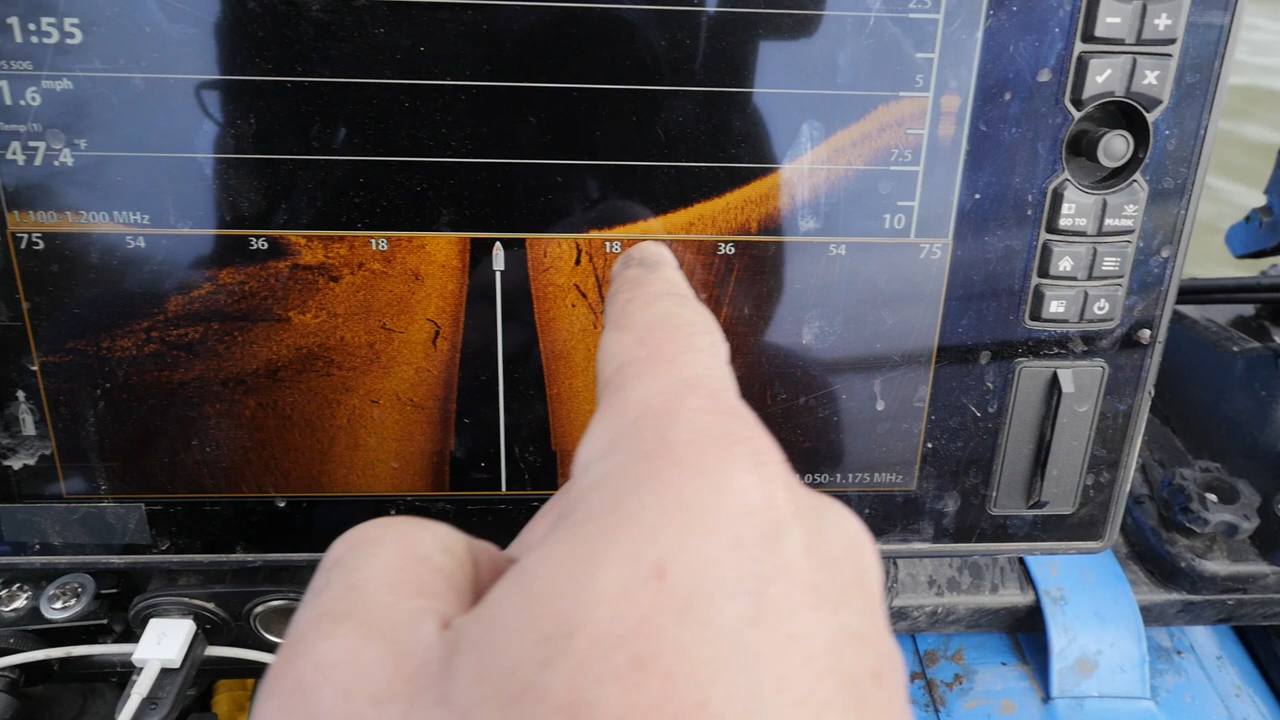 1:55
1.6 mph
Temp (1)
47.4 °F
2.5
5
7.5
10
1.100-1.200 MHz
75 54 36 18 18 36 54 75
.050-1.175 MHz
− +
GO TO MARK